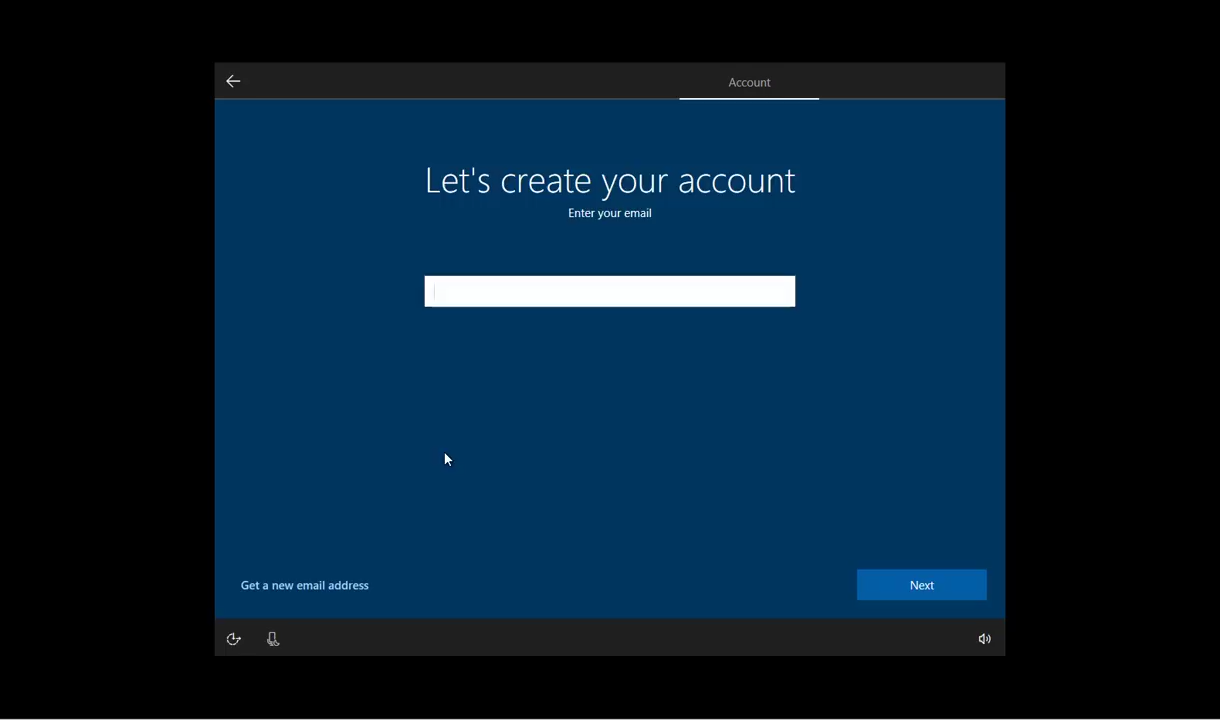 Account
Let's create your account
Enter your email
Get a new email address
Next